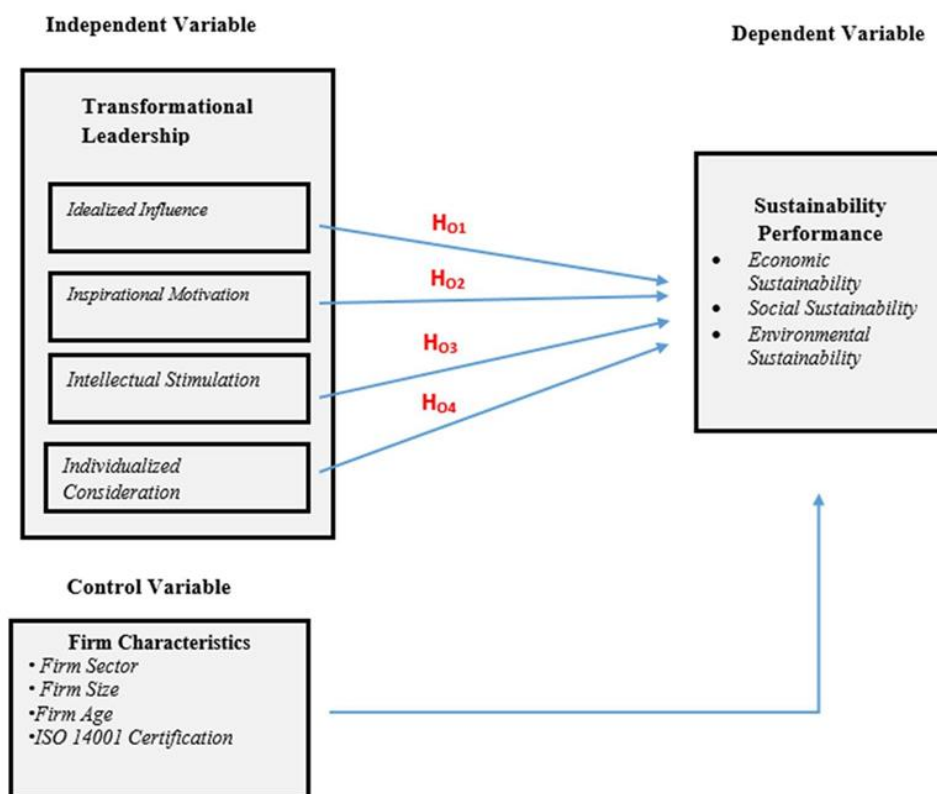 Independent Variable
Dependent Variable
Transformational
Leadership
Idealized Influence
Inspirational Motivation
Intellectual Stimulation
Individualized
Consideration
HO1
HO2
HO3
HO4
Sustainability
Performance
• Economic
Sustainability
• Social Sustainability
• Environmental
Sustainability
Control Variable
Firm Characteristics
• Firm Sector
• Firm Size
•Firm Age
•ISO 14001 Certification